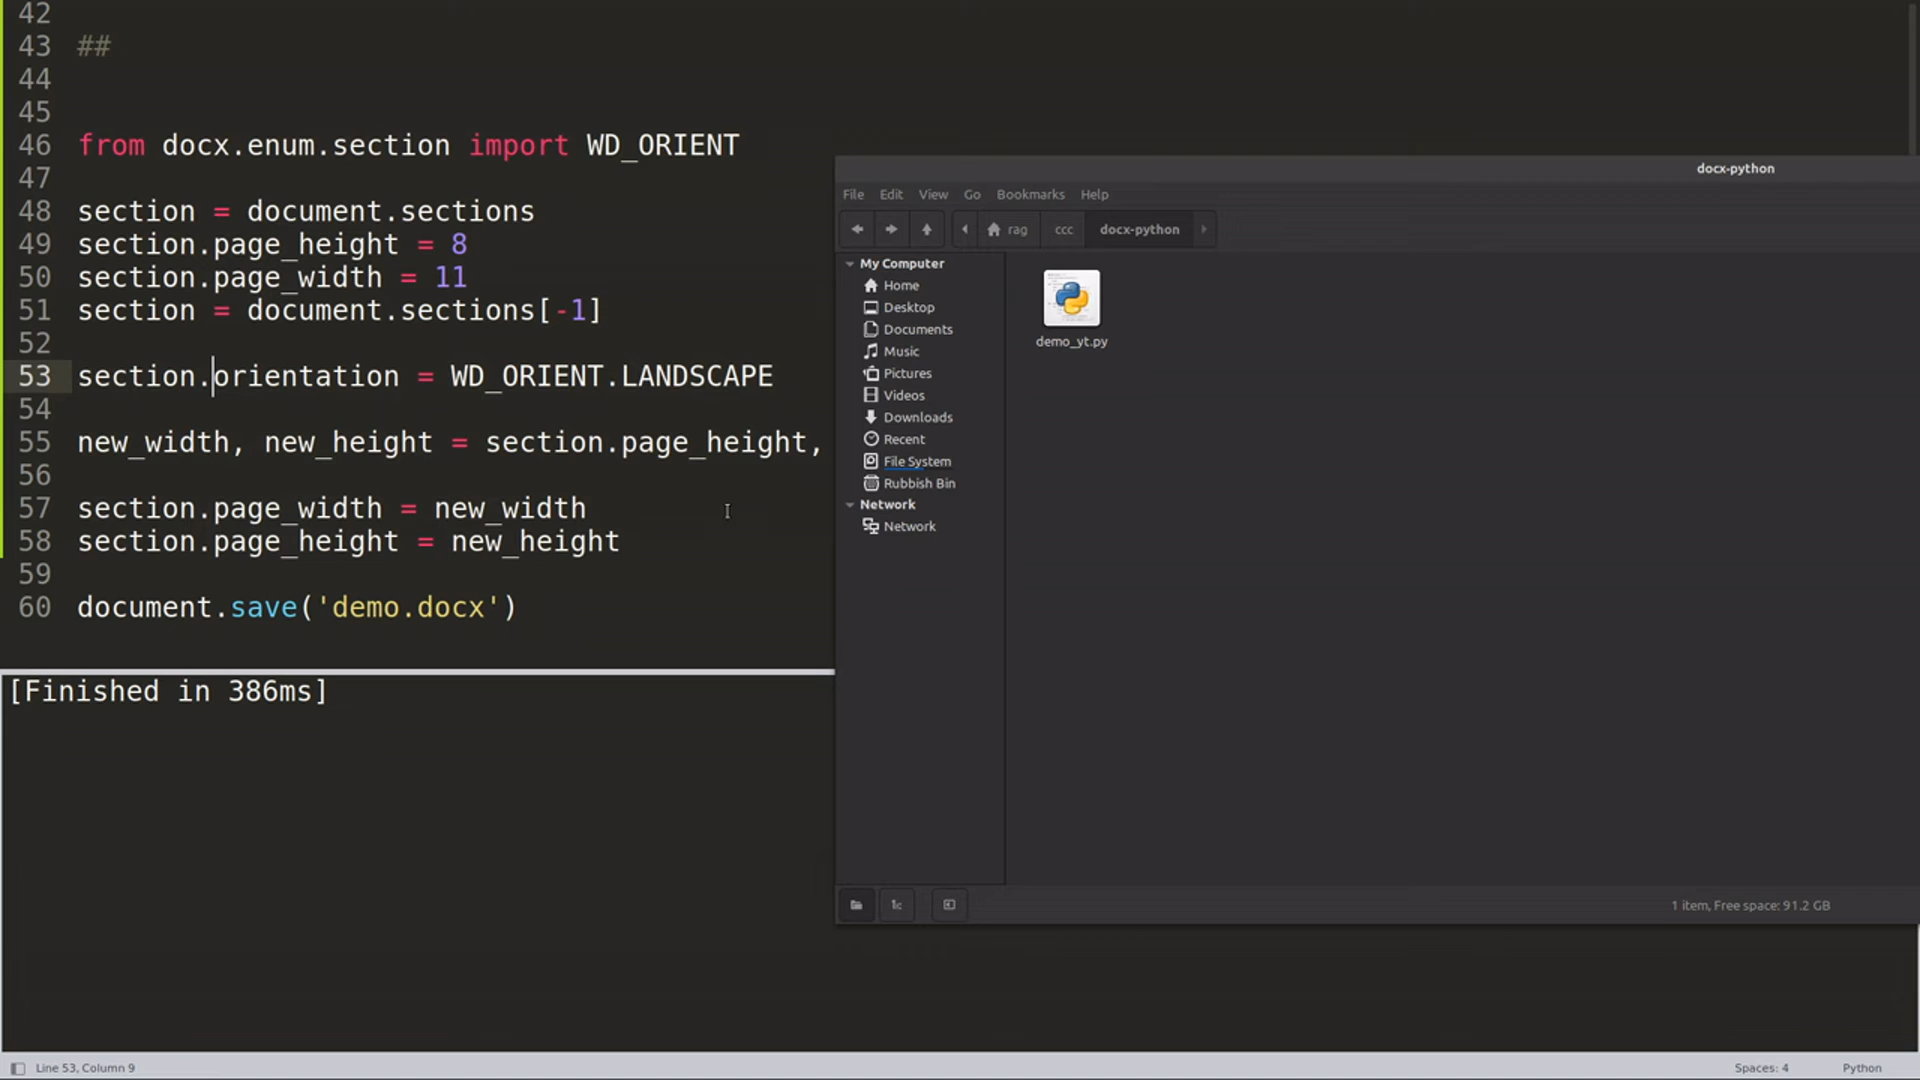 42
43 ##
44
45
46 from docx.enum.section import WD_ORIENT
47
48 section = document.sections
49 section.page_height = 8
50 section.page_width = 11
51 section = document.sections[-1]
52
53 section.orientation = WD_ORIENT.LANDSCAPE
54
55 new_width, new_height = section.page_height,
56
57 section.page_width = new_width
58 section.page_height = new_height
59
60 document.save('demo.docx')
[Finished in 386ms]
docx-python
File Edit View Go Bookmarks Help
rag ccc docx-python
My Computer
Home
Desktop
Documents
Music
Pictures
Videos
Downloads
Recent
File System
Rubbish Bin
Network
Network
demo_yt.py
1 item, Free space: 91.2 GB
Line 53, Column 9
Spaces: 4 Python